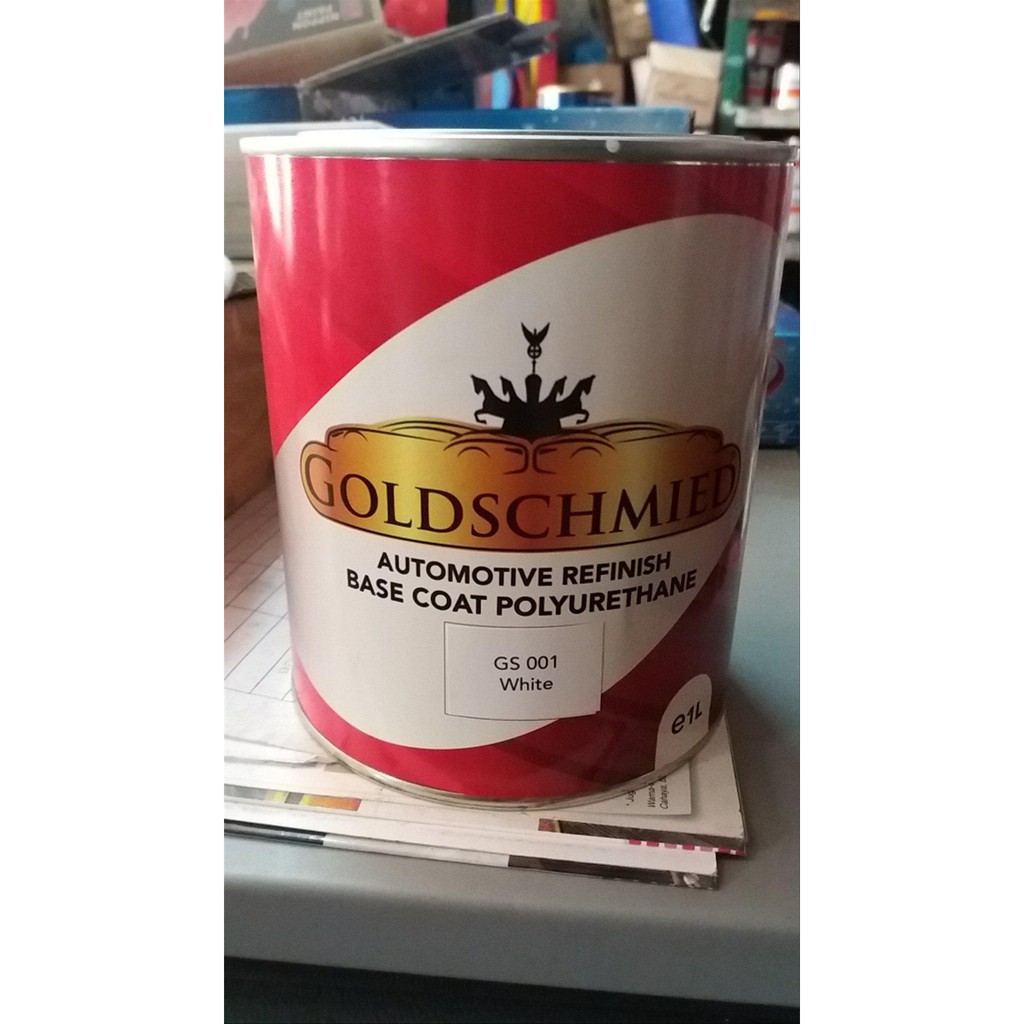 GOLDSCHMIED
AUTOMOTIVE REFINISH
BASE COAT POLYURETHANE
GS 001
White
e1L